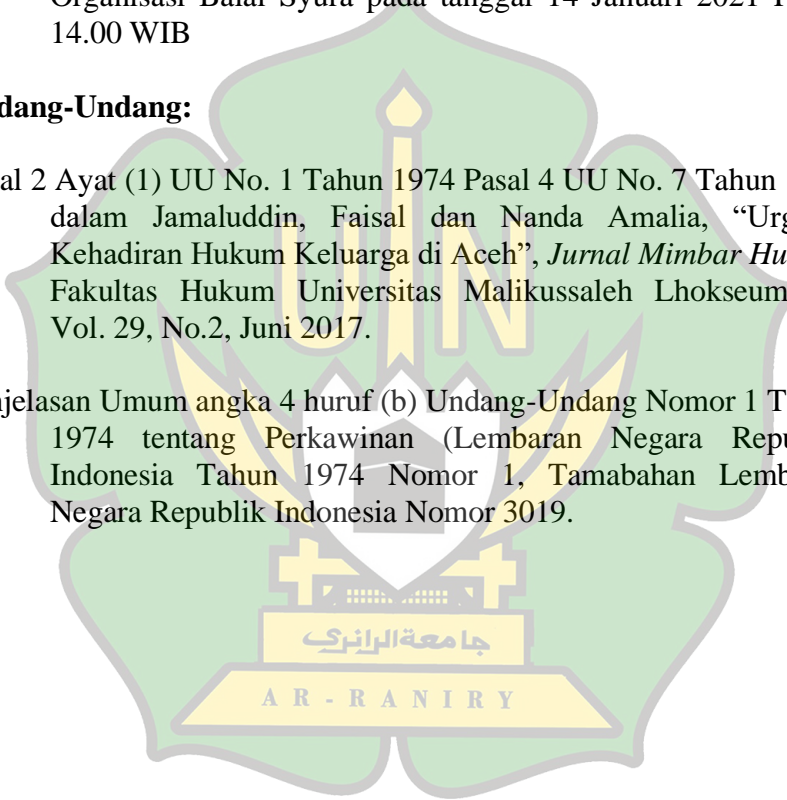 Organisasi Balai Syura pada tanggal 14 Januari 2021 P
14.00 WIB
dang-Undang:
al 2 Ayat (1) UU No. 1 Tahun 1974 Pasal 4 UU No. 7 Tahun
dalam Jamaluddin, Faisal dan Nanda Amalia, “Urg
Kehadiran Hukum Keluarga di Aceh”, Jurnal Mimbar Hu
Fakultas Hukum Universitas Malikussaleh Lhokseum
Vol. 29, No.2, Juni 2017.
njelasan Umum angka 4 huruf (b) Undang-Undang Nomor 1 T
1974 tentang Perkawinan (Lembaran Negara Repu
Indonesia Tahun 1974 Nomor 1, Tamabahan Lemb
Negara Republik Indonesia Nomor 3019.
UIN
جامعة الرانري
AR-RANIRY